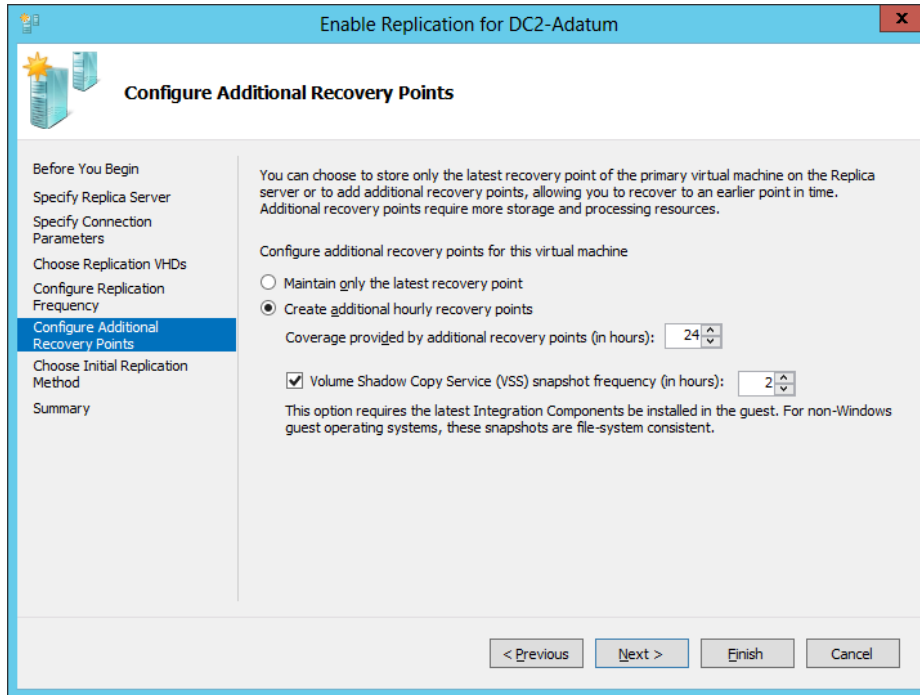 Enable Replication for DC2-Adatum
x
Configure Additional Recovery Points
Before You Begin
Specify Replica Server
Specify Connection
Parameters
Choose Replication VHDs
Configure Replication
Frequency
Configure Additional
Recovery Points
Choose Initial Replication
Method
Summary
You can choose to store only the latest recovery point of the primary virtual machine on the Replica
server or to add additional recovery points, allowing you to recover to an earlier point in time.
Additional recovery points require more storage and processing resources.
Configure additional recovery points for this virtual machine
Maintain only the latest recovery point
Create additional hourly recovery points
Coverage provided by additional recovery points (in hours): 24
Volume Shadow Copy Service (VSS) snapshot frequency (in hours): 2
This option requires the latest Integration Components be installed in the guest. For non-Windows
guest operating systems, these snapshots are file-system consistent.
< Previous Next > Finish Cancel